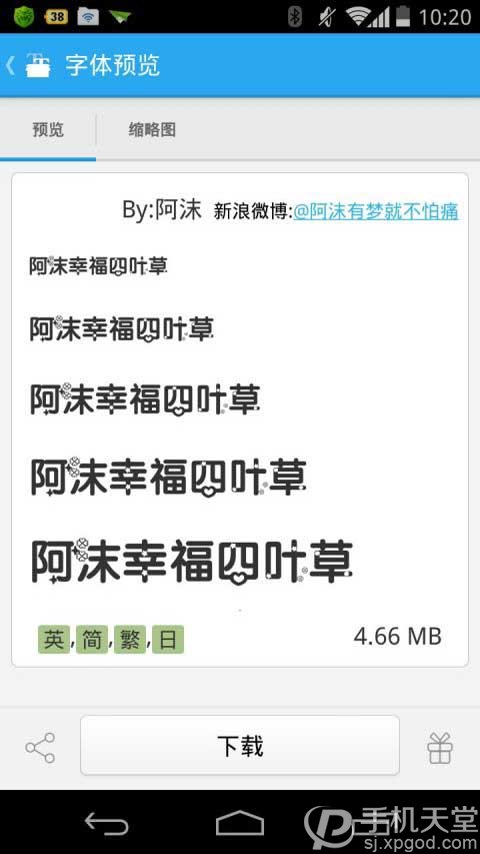 38 10:20
字体预览
预览 缩略图
By:阿沫 新浪微博:@阿沫有梦就不怕痛
阿沫幸福四叶草
阿沫幸福四叶草
阿沫幸福四叶草
阿沫幸福四叶草
阿沫幸福四叶草
英,简,繁,日 4.66 MB
下载
手机天堂
sj.xpgod.com